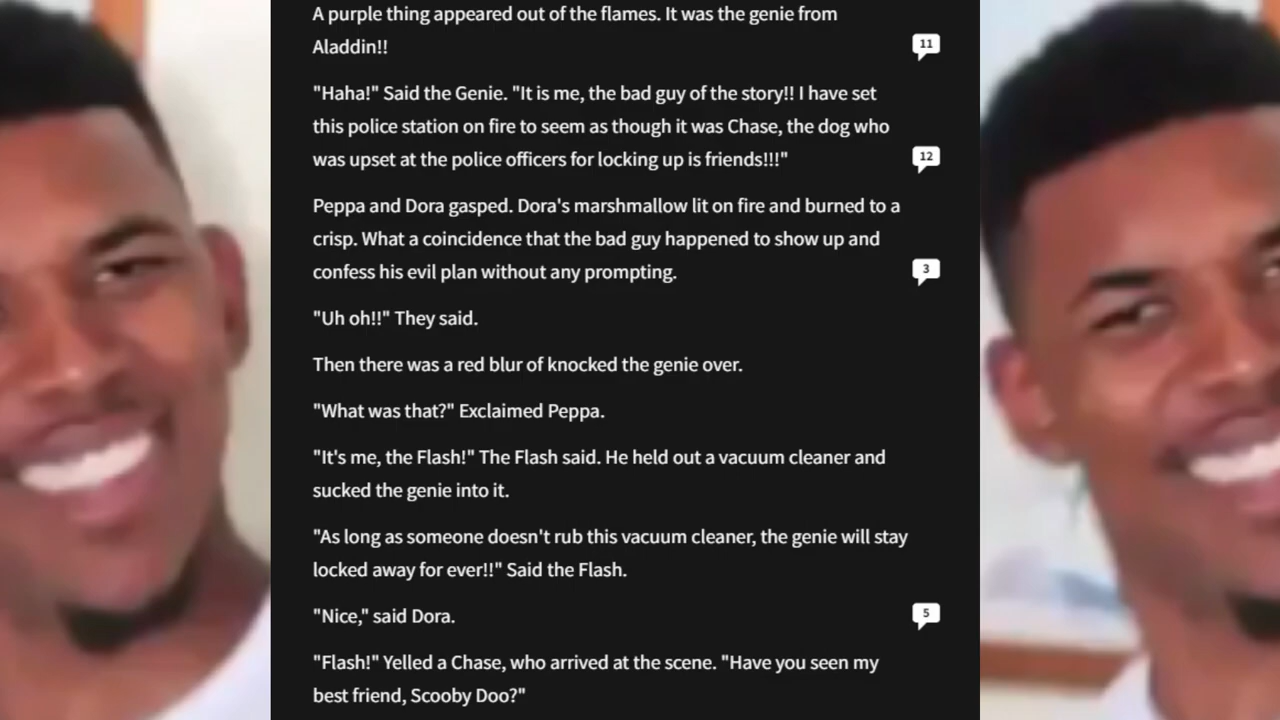 A purple thing appeared out of the flames. It was the genie from
Aladdin!!
11
"Haha!" Said the Genie. "It is me, the bad guy of the story!! I have set
this police station on fire to seem as though it was Chase, the dog who
was upset at the police officers for locking up is friends!!!"
12
Peppa and Dora gasped. Dora's marshmallow lit on fire and burned to a
crisp. What a coincidence that the bad guy happened to show up and
confess his evil plan without any prompting.
3
"Uh oh!!" They said.
Then there was a red blur of knocked the genie over.
"What was that?" Exclaimed Peppa.
"It's me, the Flash!" The Flash said. He held out a vacuum cleaner and
sucked the genie into it.
"As long as someone doesn't rub this vacuum cleaner, the genie will stay
locked away for ever!!" Said the Flash.
"Nice," said Dora.
5
"Flash!" Yelled a Chase, who arrived at the scene. "Have you seen my
best friend, Scooby Doo?"